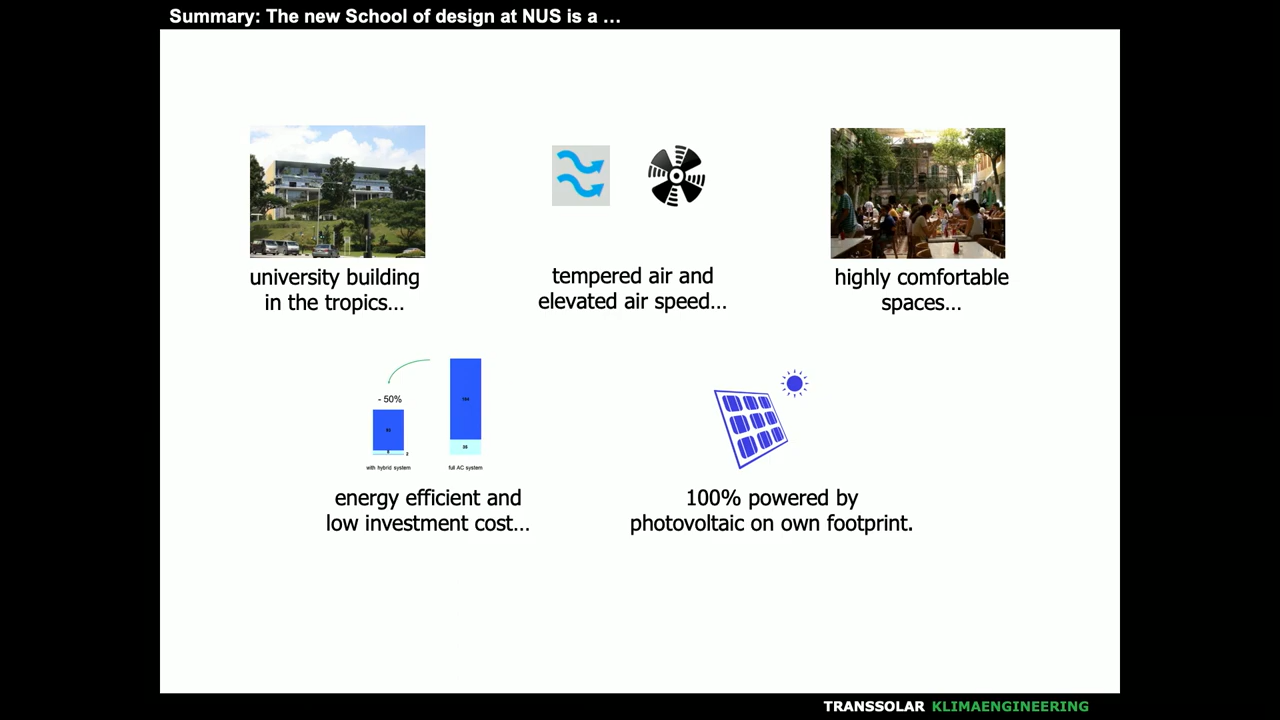 Summary: The new School of design at NUS is a …
university building
in the tropics…
tempered air and
elevated air speed…
highly comfortable
spaces…
- 50%
with hybrid system
full AC system
35
2
energy efficient and
low investment cost…
100% powered by
photovoltaic on own footprint.
TRANSSOLAR KLIMAENGINEERING